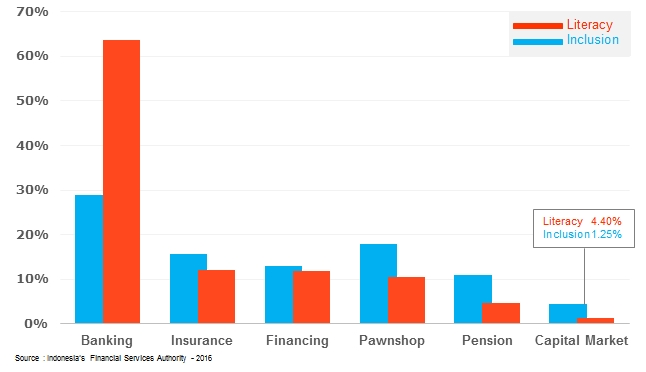 70%
60%
50%
40%
30%
20%
10%
0%
Literacy
Inclusion
Literacy 4.40%
Inclusion 1.25%
Banking Insurance Financing Pawnshop Pension Capital Market
Source : Indonesia's Financial Services Authority - 2016